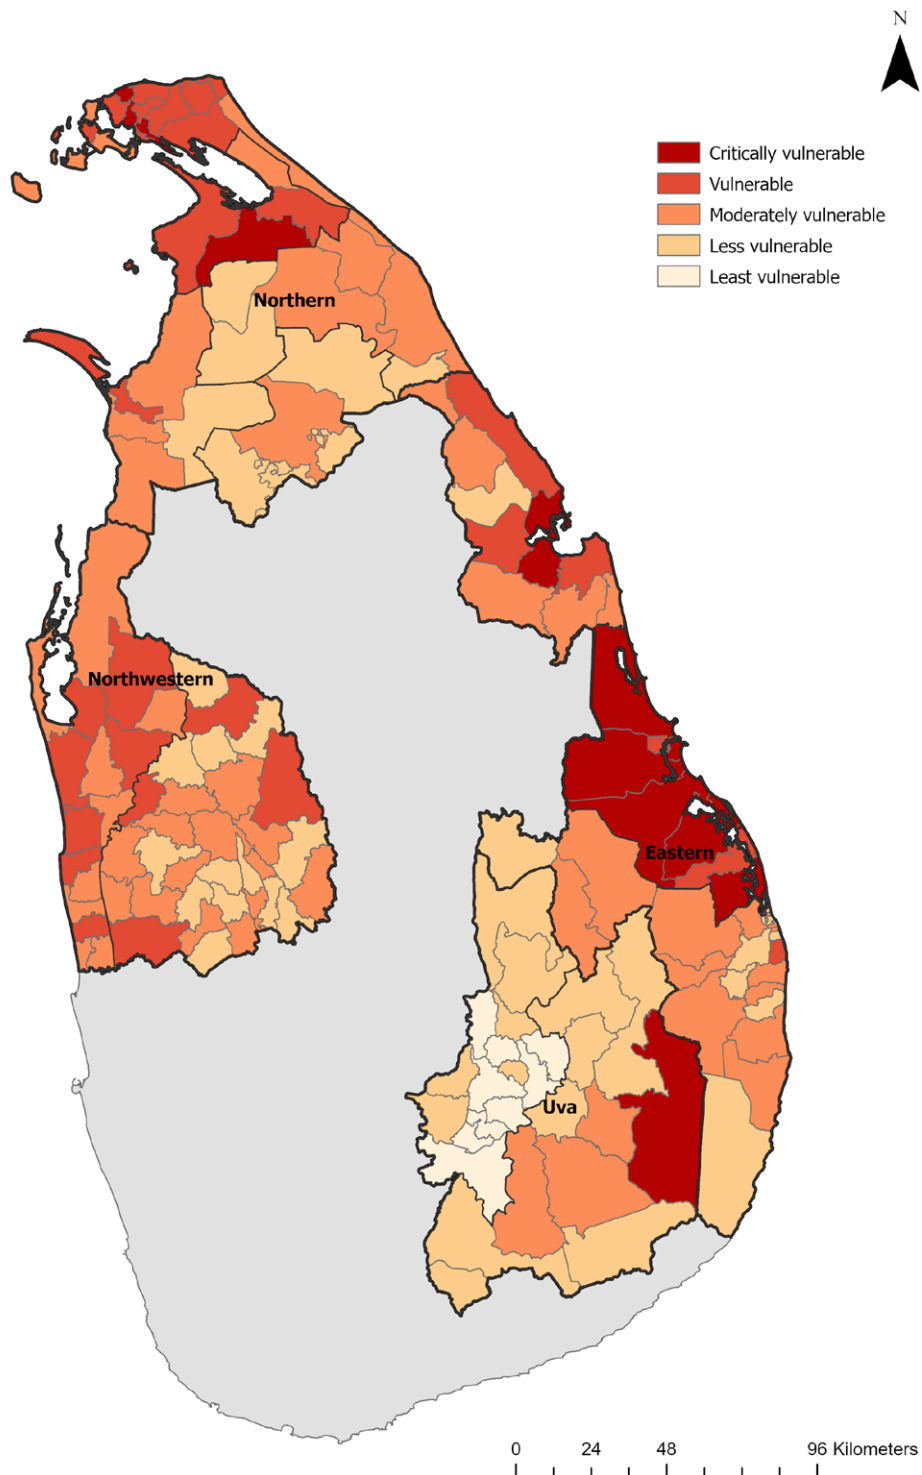 N
Critically vulnerable
Vulnerable
Moderately vulnerable
Less vulnerable
Least vulnerable
Northern
Northwestern
Eastern
Uva
0 24 48 96 Kilometers